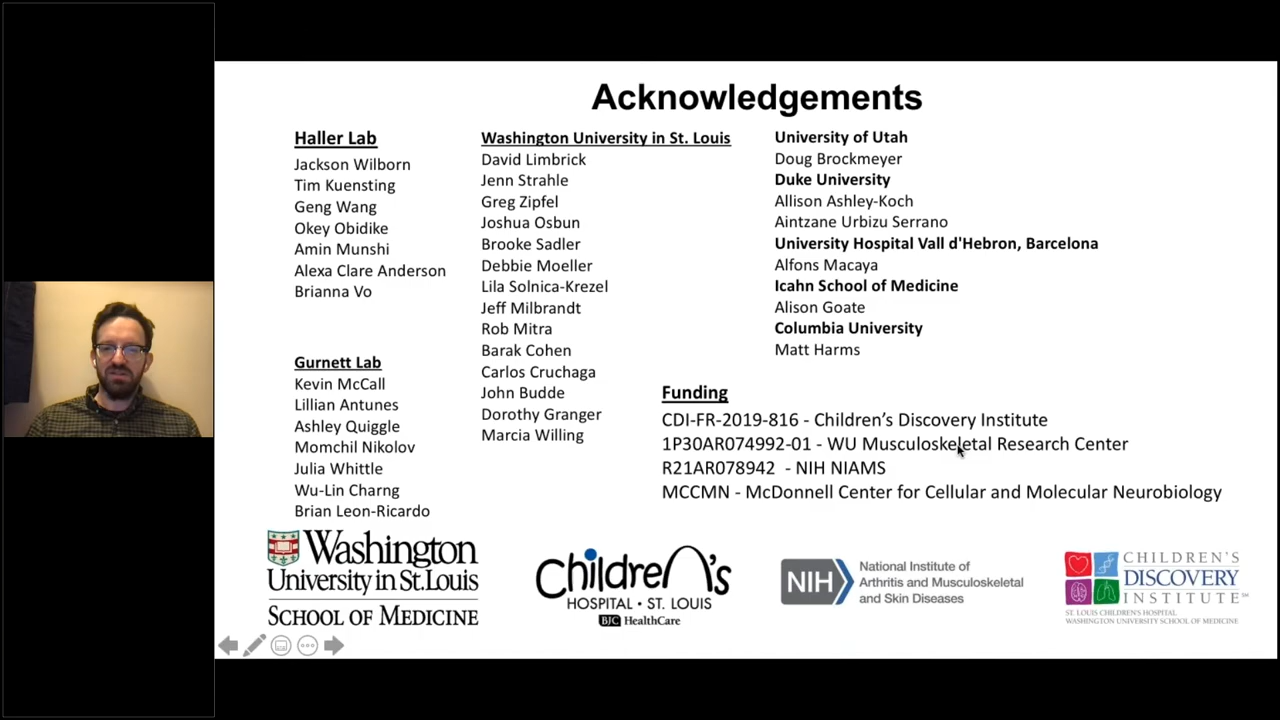 Acknowledgements
Haller Lab
Jackson Wilborn
Tim Kuensting
Geng Wang
Okey Obidike
Amin Munshi
Alexa Clare Anderson
Brianna Vo
Gurnett Lab
Kevin McCall
Lillian Antunes
Ashley Quiggle
Momchil Nikolov
Julia Whittle
Wu-Lin Charng
Brian Leon-Ricardo
Washington University in St. Louis
David Limbrick
Jenn Strahle
Greg Zipfel
Joshua Osbun
Brooke Sadler
Debbie Moeller
Lila Solnica-Krezel
Jeff Milbrandt
Rob Mitra
Barak Cohen
Carlos Cruchaga
John Budde
Dorothy Granger
Marcia Willing
University of Utah
Doug Brockmeyer
Duke University
Allison Ashley-Koch
Aintzane Urbizu Serrano
University Hospital Vall d'Hebron, Barcelona
Alfons Macaya
Icahn School of Medicine
Alison Goate
Columbia University
Matt Harms
Funding
CDI-FR-2019-816 - Children’s Discovery Institute
1P30AR074992-01 - WU Musculoskeletal Research Center
R21AR078942 - NIH NIAMS
MCCMN - McDonnell Center for Cellular and Molecular Neurobiology
Washington
University in St. Louis
SCHOOL OF MEDICINE
Children's
HOSPITAL • ST. LOUIS
BJC HealthCare
NIH
National Institute of
Arthritis and Musculoskeletal
and Skin Diseases
CHILDREN'S
DISCOVERY
INSTITUTE℠
ST. LOUIS CHILDREN'S HOSPITAL
WASHINGTON UNIVERSITY SCHOOL OF MEDICINE